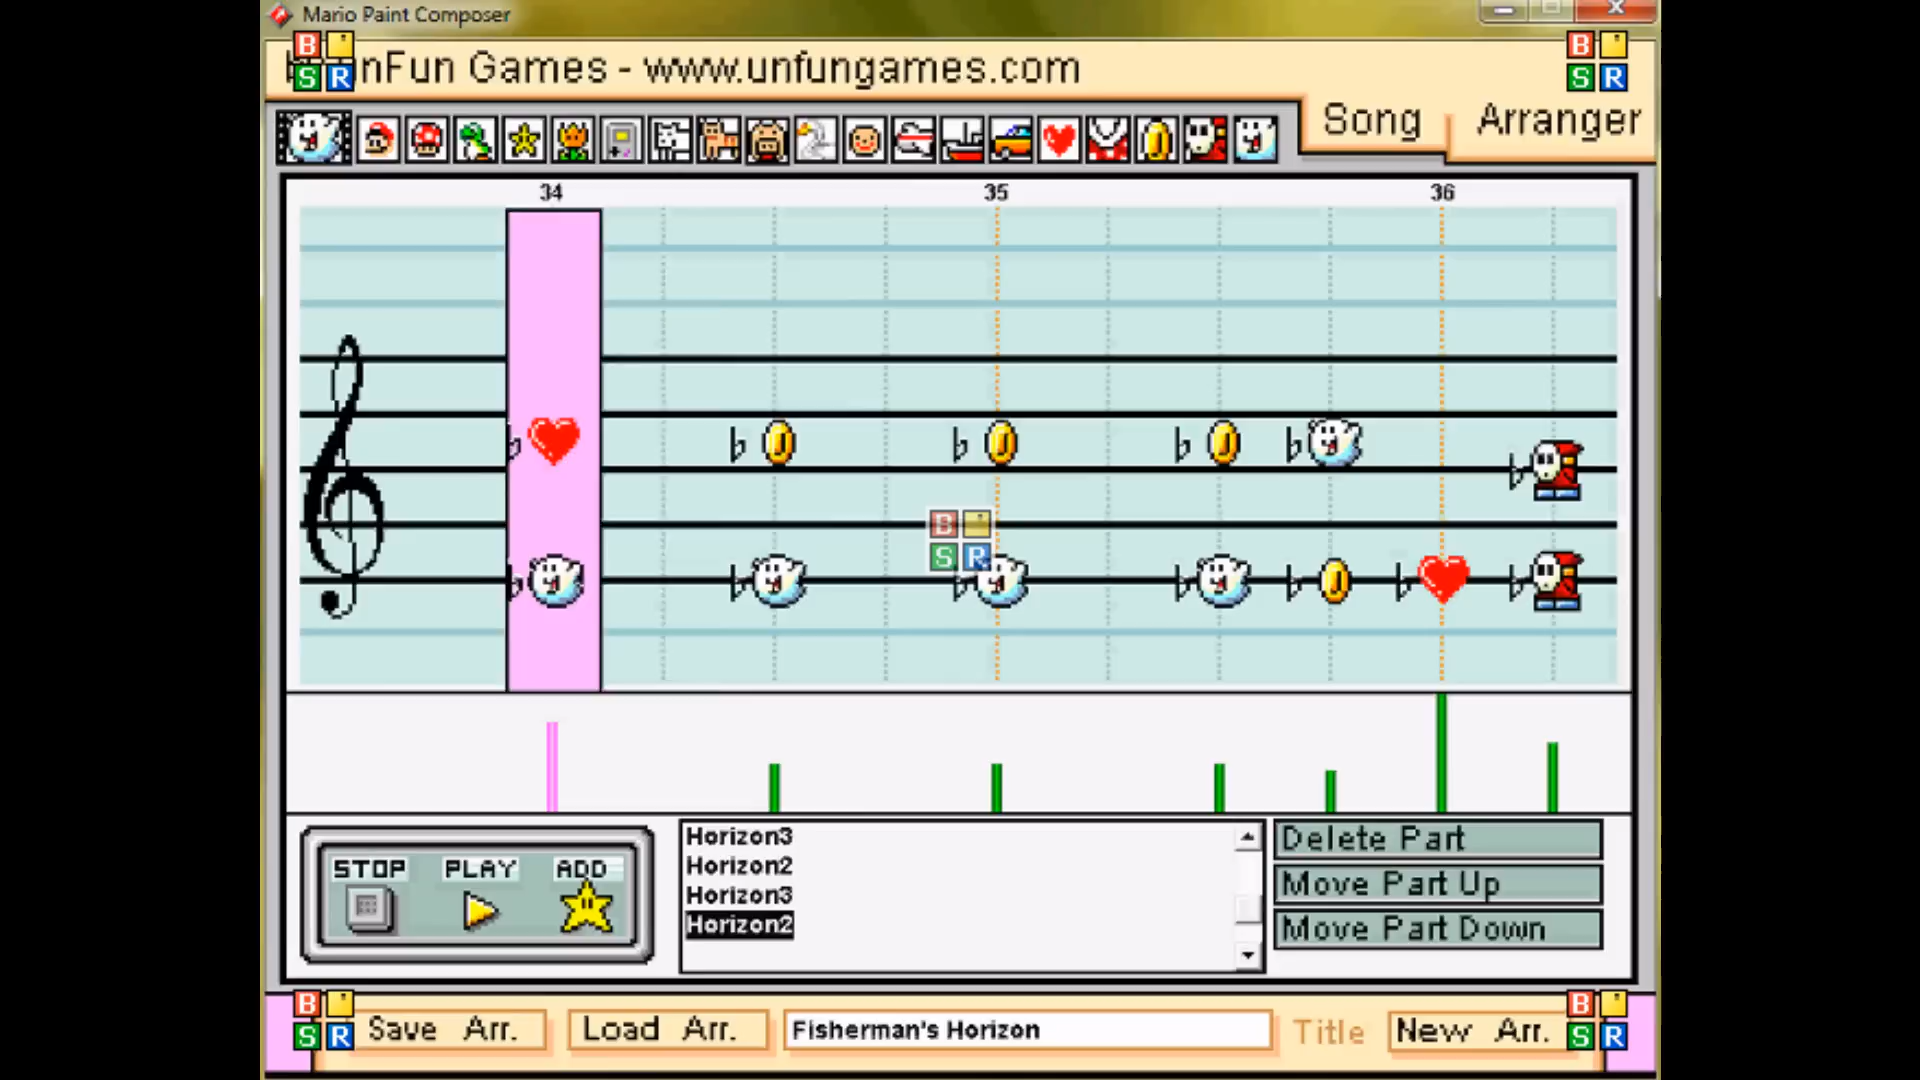 Mario Paint Composer
nFun Games - www.unfungames.com
Song
Arranger
34
35
36
B
S R
B
S R
B
S R
STOP
PLAY
ADD
Horizon3
Horizon2
Horizon3
Horizon2
Delete Part
Move Part Up
Move Part Down
B
S R
Save Arr.
Load Arr.
Fisherman's Horizon
Title
New Arr.
B
S R